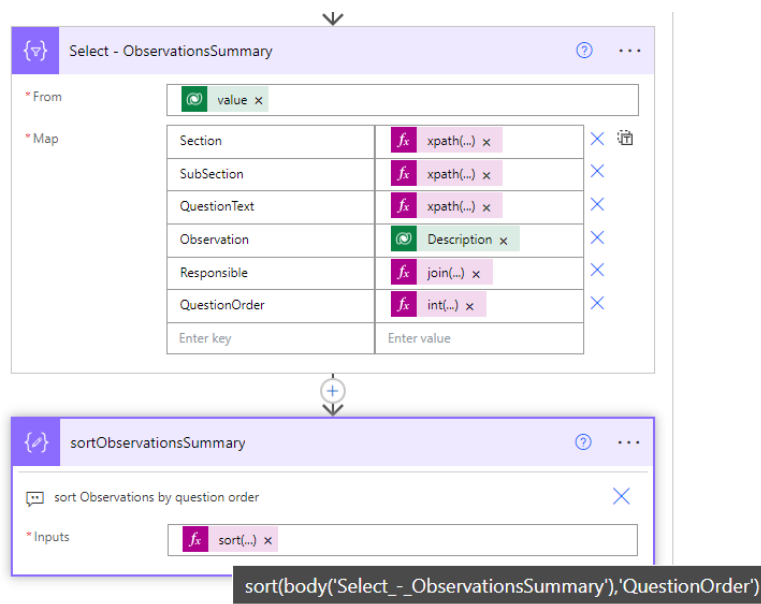 Select - ObservationsSummary
* From
value
* Map
Section
xpath(...)
SubSection
xpath(...)
QuestionText
xpath(...)
Observation
Description
Responsible
join(...)
QuestionOrder
int(...)
Enter key
Enter value
sortObservationsSummary
sort Observations by question order
* Inputs
fx sort(...)
sort(body('Select_-_ObservationsSummary'),'QuestionOrder')